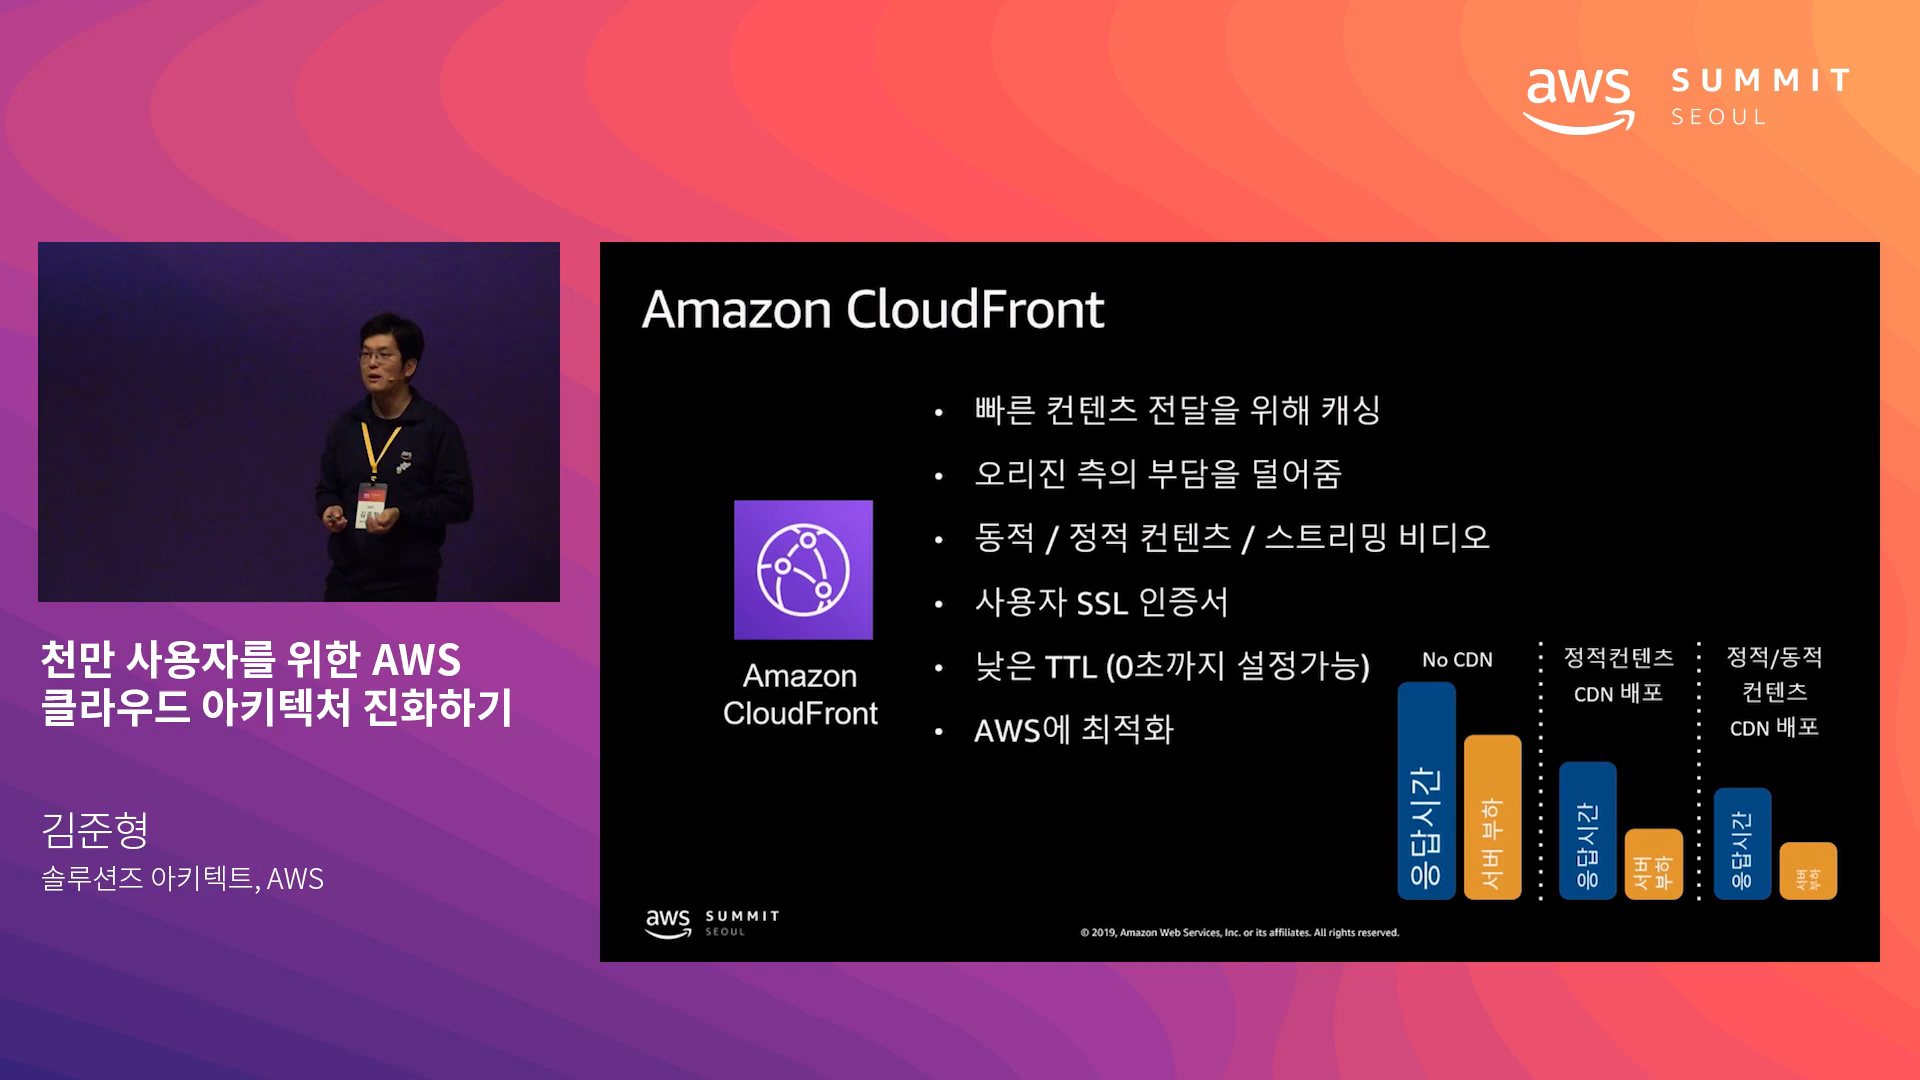 aws SUMMIT
SEOUL
Amazon CloudFront
• 빠른 컨텐츠 전달을 위해 캐싱
• 오리진 측의 부담을 덜어줌
• 동적 / 정적 컨텐츠 / 스트리밍 비디오
• 사용자 SSL 인증서
• 낮은 TTL (0초까지 설정가능)
• AWS에 최적화
Amazon
CloudFront
No CDN
응답시간
서버 부하
정적컨텐츠
CDN 배포
응답시간
서버
부하
정적/동적
컨텐츠
CDN 배포
응답시간
서버
부하
aws SUMMIT
SEOUL
© 2019, Amazon Web Services, Inc. or its affiliates. All rights reserved.
김준형
천만 사용자를 위한 AWS
클라우드 아키텍처 진화하기
김준형
솔루션즈 아키텍트, AWS